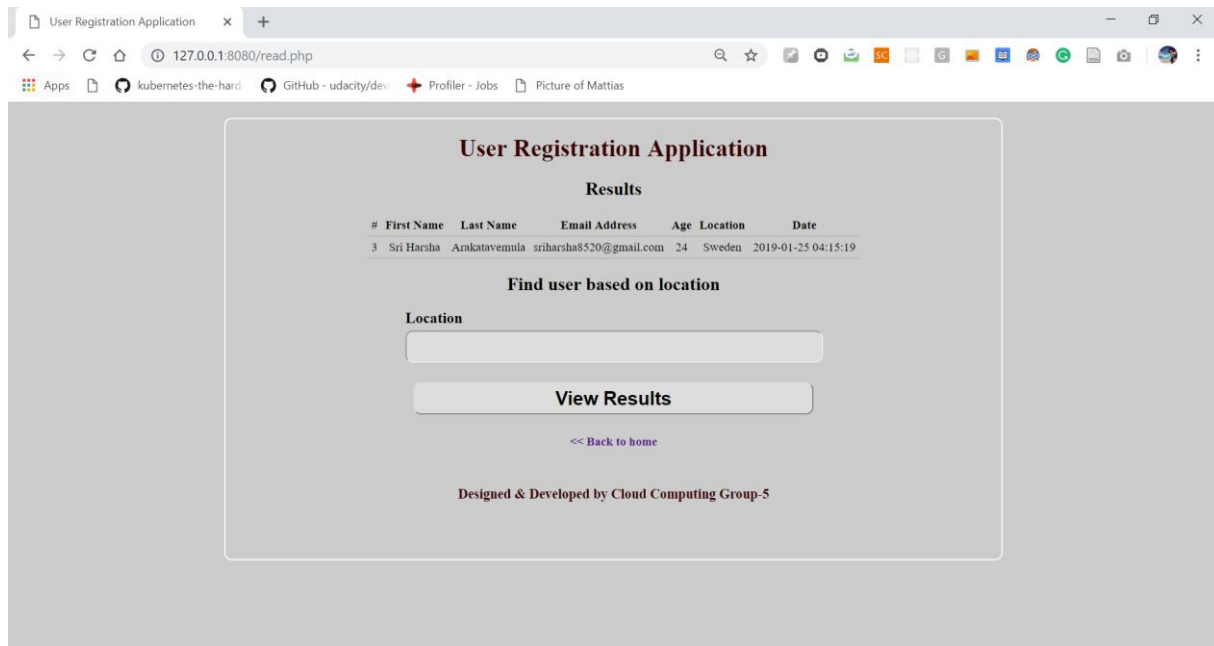 User Registration Application
127.0.0.1:8080/read.php
Apps kubernetes-the-hard GitHub - udacity/dev Profiler - Jobs Picture of Mattias
User Registration Application
Results
# First Name Last Name Email Address Age Location Date
3 Sri Harsha Arakatavemula sriharsha8520@gmail.com 24 Sweden 2019-01-25 04:15:19
Find user based on location
Location
View Results
<< Back to home
Designed & Developed by Cloud Computing Group-5